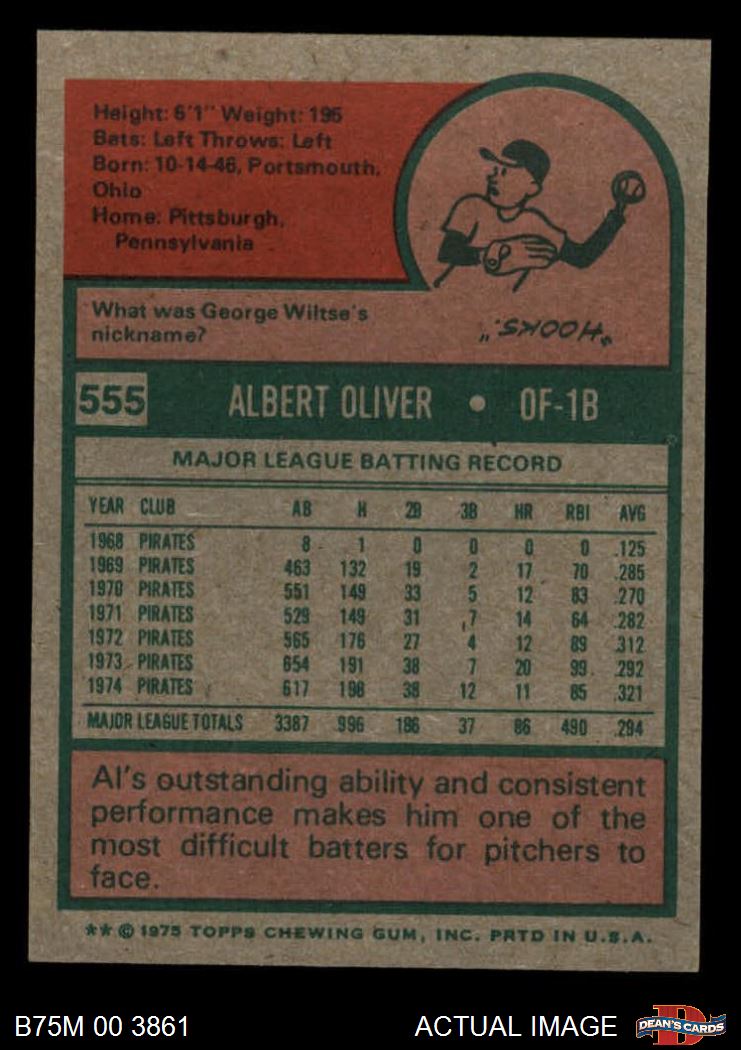 Height: 6'1" Weight: 195
Bats: Left Throws: Left
Born: 10-14-46, Portsmouth,
Ohio
Home: Pittsburgh,
Pennsylvania
What was George Wiltse's
nickname?
"HOOKS."
555 ALBERT OLIVER • OF-1B
MAJOR LEAGUE BATTING RECORD
YEAR CLUB AB H 2B 3B HR RBI AVG
1968 PIRATES 8 1 0 0 0 0 .125
1969 PIRATES 463 132 19 2 17 70 .285
1970 PIRATES 551 149 33 5 12 83 .270
1971 PIRATES 529 149 31 7 14 64 .282
1972 PIRATES 565 176 27 4 12 89 .312
1973 PIRATES 654 191 38 7 20 99 .292
1974 PIRATES 617 198 38 12 11 85 .321
MAJOR LEAGUE TOTALS 3387 996 186 37 86 490 .294
Al's outstanding ability and consistent
performance makes him one of the
most difficult batters for pitchers to
face.
** © 1975 TOPPS CHEWING GUM, INC. PRTD IN U.S.A.
B75M 00 3861 ACTUAL IMAGE D DEAN'S CARDS